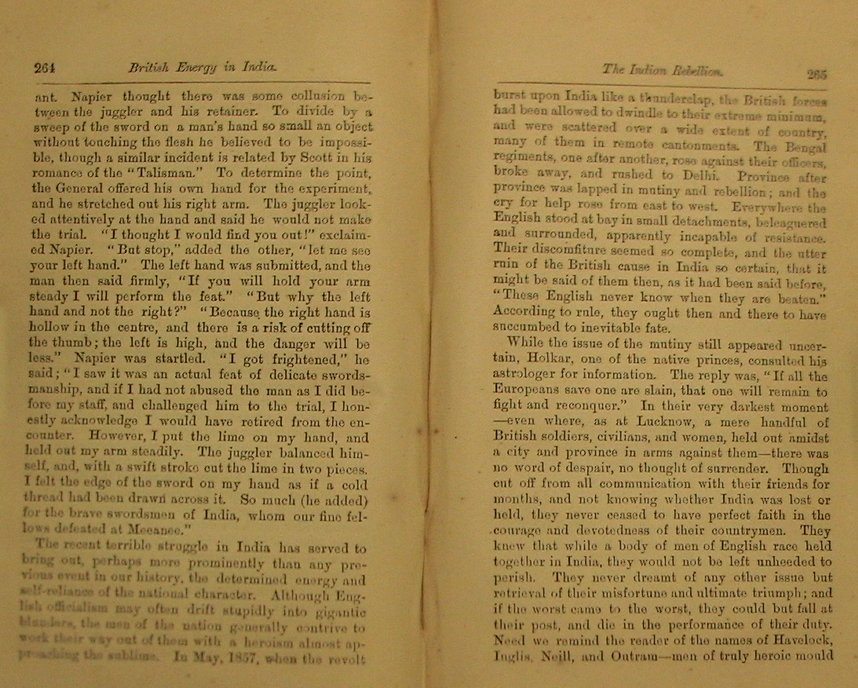 264 British Energy in India.
ant. Napier thought there was some collusion be-
tween the juggler and his retainer. To divide by a
sweep of the sword on a man's hand so small an object
without touching the flesh he believed to be impossi-
ble, though a similar incident is related by Scott in his
romance of the "Talisman." To determine the point,
the General offered his own hand for the experiment,
and he stretched out his right arm. The juggler look-
ed attentively at the hand and said he would not make
the trial. "I thought I would find you out!" exclaim-
ed Napier. "But stop," added the other, "let me see
your left hand." The left hand was submitted, and the
man then said firmly, "If you will hold your arm
steady I will perform the feat." "But why the left
hand and not the right?" "Because the right hand is
hollow in the centre, and there is a risk of cutting off
the thumb; the left is high, and the danger will be
less." Napier was startled. "I got frightened," he
said; "I saw it was an actual feat of delicate swords-
manship, and if I had not abused the man as I did be-
fore my staff, and challenged him to the trial, I hon-
estly acknowledge I would have retired from the en-
counter. However, I put the lime on my hand, and
held out my arm steadily. The juggler balanced him-
self, and, with a swift stroke cut the lime in two pieces.
I felt the edge of the sword on my hand as if a cold
thread had been drawn across it. So much (he added)
for the brave swordsmen of India, whom our fine fel-
lows defeated at Meeanee."
The recent terrible struggle in India has served to
bring out, perhaps more prominently than any pre-
vious event in our history, the determined energy and
self-reliance of the national character. Although Eng-
lish officialism may often drift stupidly into gigantic
blunders, the men of the nation generally contrive to
work their way out of them with a heroism almost ap-
proaching the sublime. In May, 1857, when the revolt
The Indian Rebellion. 265
burst upon India like a thunderclap, the British forces
had been allowed to dwindle to their extreme minimum,
and were scattered over a wide extent of country,
many of them in remote cantonments. The Bengal
regiments, one after another, rose against their officers,
broke away, and rushed to Delhi. Province after
province was lapped in mutiny and rebellion; and the
cry for help rose from east to west. Everywhere the
English stood at bay in small detachments, beleaguered
and surrounded, apparently incapable of resistance.
Their discomfiture seemed so complete, and the utter
ruin of the British cause in India so certain, that it
might be said of them then, as it had been said before,
"These English never know when they are beaten."
According to rule, they ought then and there to have
succumbed to inevitable fate.
While the issue of the mutiny still appeared uncer-
tain, Holkar, one of the native princes, consulted his
astrologer for information. The reply was, "If all the
Europeans save one are slain, that one will remain to
fight and reconquer." In their very darkest moment
—even where, as at Lucknow, a mere handful of
British soldiers, civilians, and women, held out amidst
a city and province in arms against them—there was
no word of despair, no thought of surrender. Though
cut off from all communication with their friends for
months, and not knowing whether India was lost or
held, they never ceased to have perfect faith in the
courage and devotedness of their countrymen. They
knew that while a body of men of English race held
together in India, they would not be left unheeded to
perish. They never dreamt of any other issue but
retrieval of their misfortune and ultimate triumph; and
if the worst came to the worst, they could but fall at
their post, and die in the performance of their duty.
Need we remind the reader of the names of Havelock,
Inglis, Neill, and Outram—men of truly heroic mould